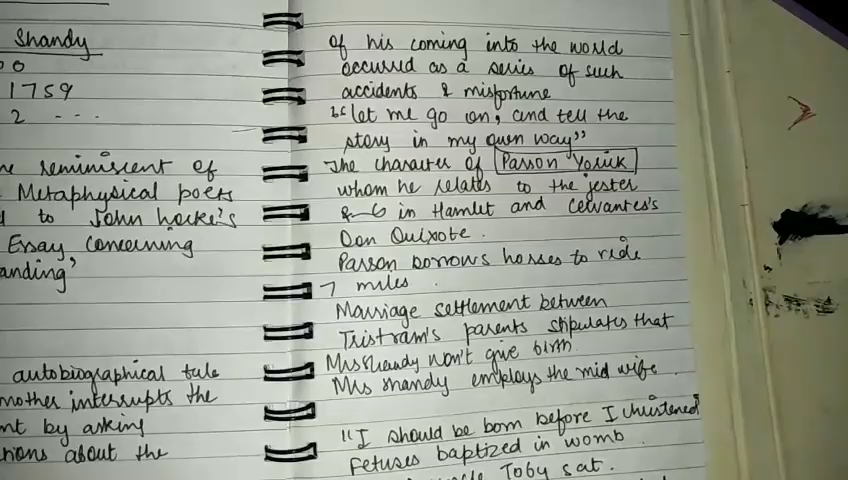 Shandy
1759
2 ...
reminiscent of
Metaphysical poets
to John Locke's
Essay Concerning
anding'
autobiographical tale
mother interrupts the
nt by asking
tions about the
of his coming into the world
occurred as a series of such
accidents & misfortune
"let me go on, and tell the
story in my own way"
The character of Parson Yorick
whom he relates to the jester
in Hamlet and Cervantes's
Don Quixote.
Parson borrows horses to ride
7 miles.
Marriage settlement between
Tristram's parents stipulates that
Mrs Shandy won't give birth.
Mrs Shandy employs the mid wife.
"I should be born before I christened
Fetuses baptized in womb.
Toby sat.